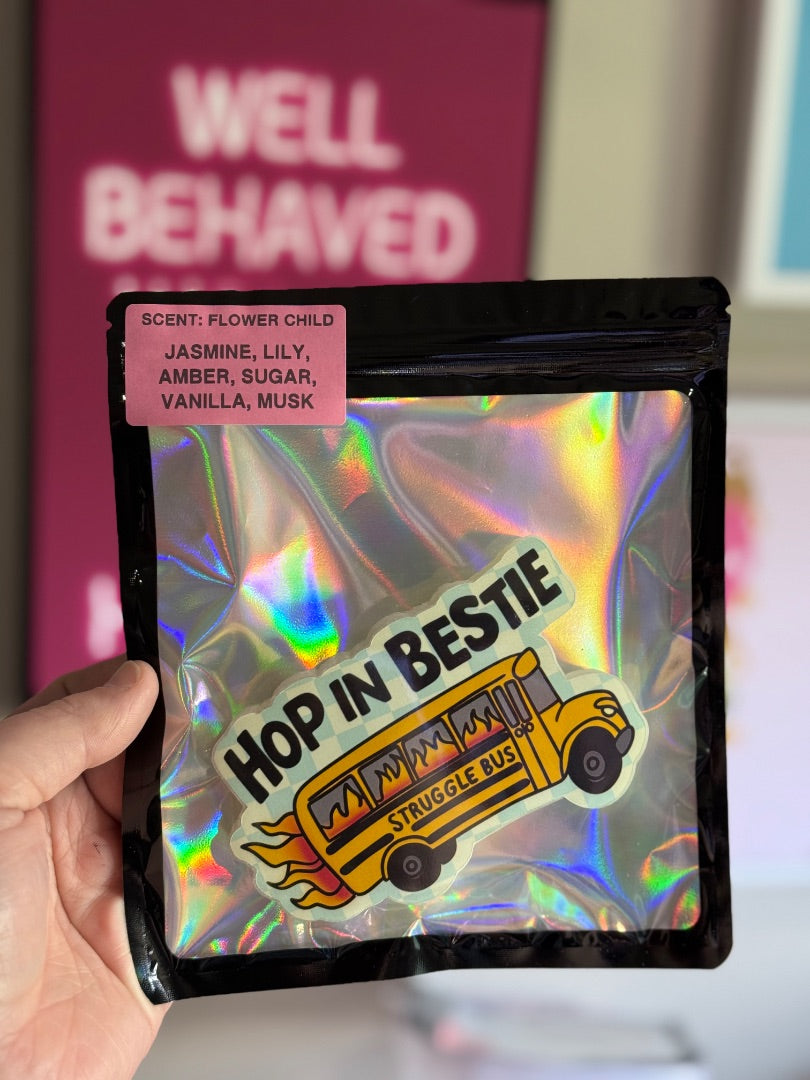 WELL
BEHAVED
SCENT: FLOWER CHILD
JASMINE, LILY,
AMBER, SUGAR,
VANILLA, MUSK
HOP IN BESTIE
STRUGGLE BUS